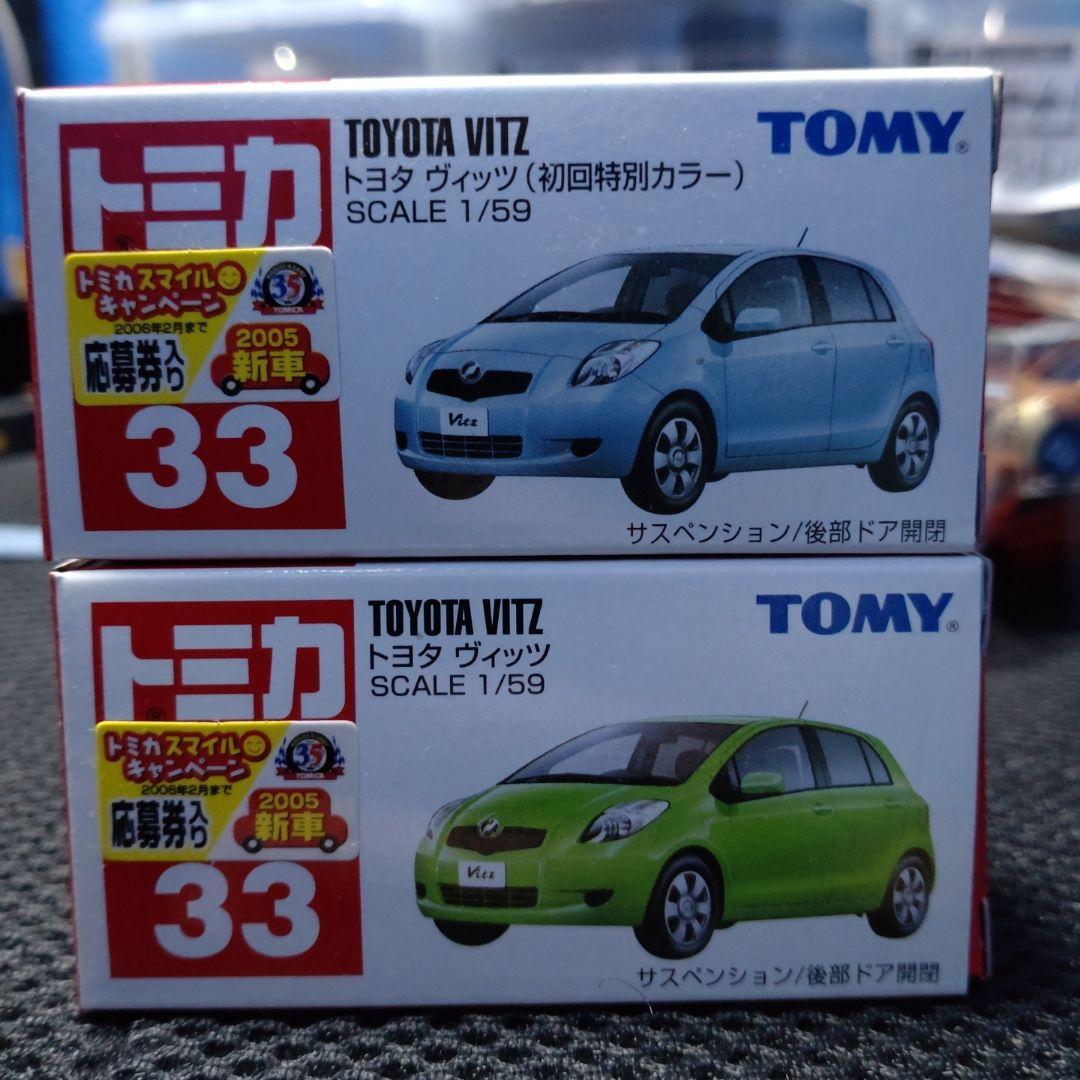 TOYOTA VITZ
トヨタ ヴィッツ(初回特別カラー)
SCALE 1/59
TOMY®
トミカ
®
トミカスマイル
キャンペーン
2006年2月まで
応募券入り
35
TOMICA
2005
新車
33
Vitz
サスペンション/後部ドア開閉
TOYOTA VITZ
トヨタ ヴィッツ
SCALE 1/59
TOMY®
トミカ
®
トミカスマイル
キャンペーン
2006年2月まで
応募券入り
35
TOMICA
2005
新車
33
Vitz
サスペンション/後部ドア開閉